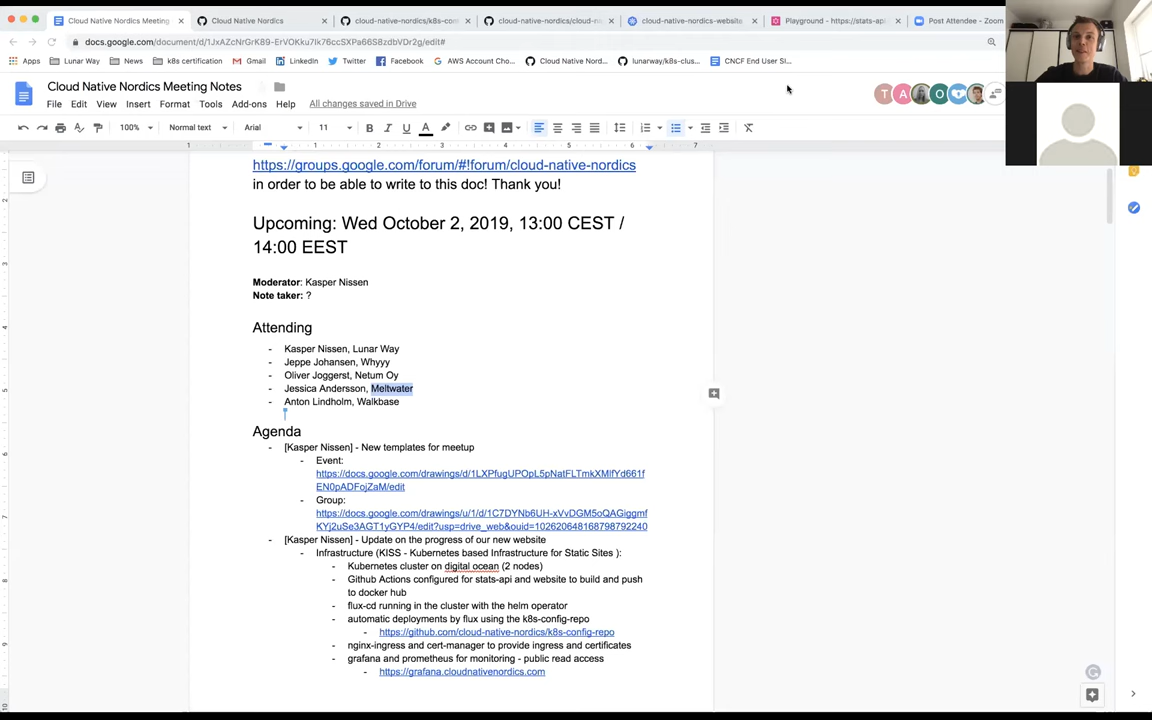 Cloud Native Nordics Meeting
Cloud Native Nordics
cloud-native-nordics/k8s-con
cloud-native-nordics/cloud-na
cloud-native-nordics-website
Playground - https://stats-api
Post Attendee - Zoom
docs.google.com/document/d/1JxAZcNrGrK89-ErVOKku7Ik76ccSXPa66S8zdbVDr2g/edit#
Apps
Lunar Way
News
k8s certification
Gmail
LinkedIn
Twitter
Facebook
AWS Account Cho...
Cloud Native Nord...
lunarway/k8s-clus...
CNCF End User SI...
Cloud Native Nordics Meeting Notes
File Edit View Insert Format Tools Add-ons Help All changes saved in Drive
T A O
100% Normal text Arial 11 B I U A
1 1 2 3 4 5 6 7
https://groups.google.com/forum/#!forum/cloud-native-nordics
in order to be able to write to this doc! Thank you!
Upcoming: Wed October 2, 2019, 13:00 CEST /
14:00 EEST
Moderator: Kasper Nissen
Note taker: ?
Attending
- Kasper Nissen, Lunar Way
- Jeppe Johansen, Whyyy
- Oliver Joggerst, Netum Oy
- Jessica Andersson, Meltwater
- Anton Lindholm, Walkbase
Agenda
- [Kasper Nissen] - New templates for meetup
- Event:
https://docs.google.com/drawings/d/1LXPfugUPOpL5pNatFLTmkXMlfYd661f
EN0pADFojZaM/edit
- Group:
https://docs.google.com/drawings/u/1/d/1C7DYNb6UH-xVvDGM5oQAGiggmf
KYj2uSe3AGT1yGYP4/edit?usp=drive_web&ouid=102620648168798792240
- [Kasper Nissen] - Update on the progress of our new website
- Infrastructure (KISS - Kubernetes based Infrastructure for Static Sites ):
- Kubernetes cluster on digital ocean (2 nodes)
- Github Actions configured for stats-api and website to build and push
to docker hub
- flux-cd running in the cluster with the helm operator
- automatic deployments by flux using the k8s-config-repo
- https://github.com/cloud-native-nordics/k8s-config-repo
- nginx-ingress and cert-manager to provide ingress and certificates
- grafana and prometheus for monitoring - public read access
- https://grafana.cloudnativenordics.com